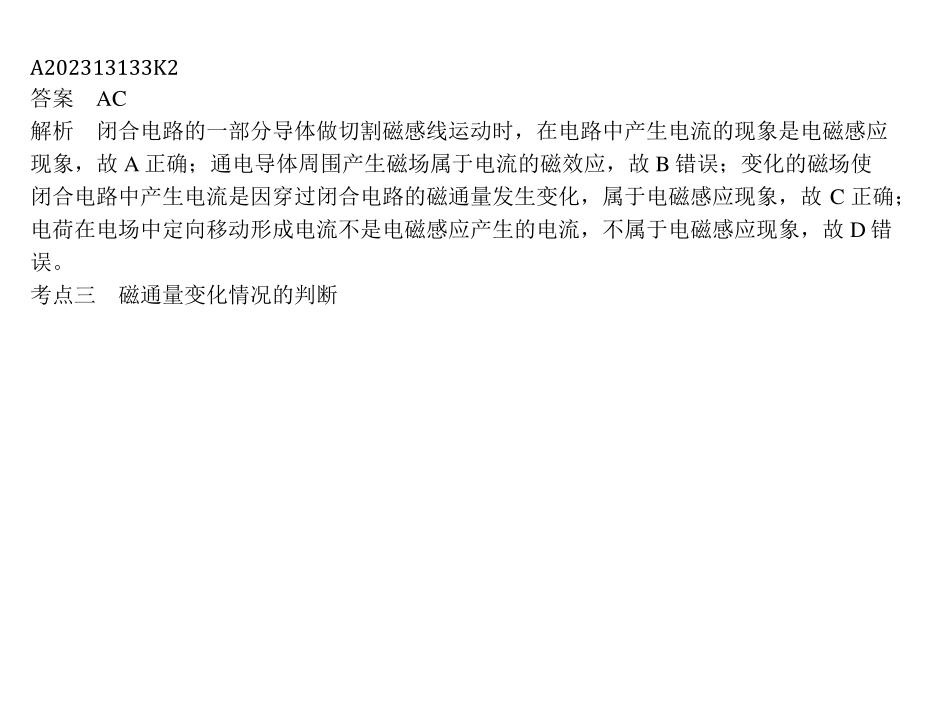 A202313133K2
答案　AC
解析　闭合电路的一部分导体做切割磁感线运动时，在电路中产生电流的现象是电磁感应
现象，故 A 正确；通电导体周围产生磁场属于电流的磁效应，故 B 错误；变化的磁场使
闭合电路中产生电流是因穿过闭合电路的磁通量发生变化，属于电磁感应现象，故 C 正确；
电荷在电场中定向移动形成电流不是电磁感应产生的电流，不属于电磁感应现象，故 D 错
误。
考点三　磁通量变化情况的判断